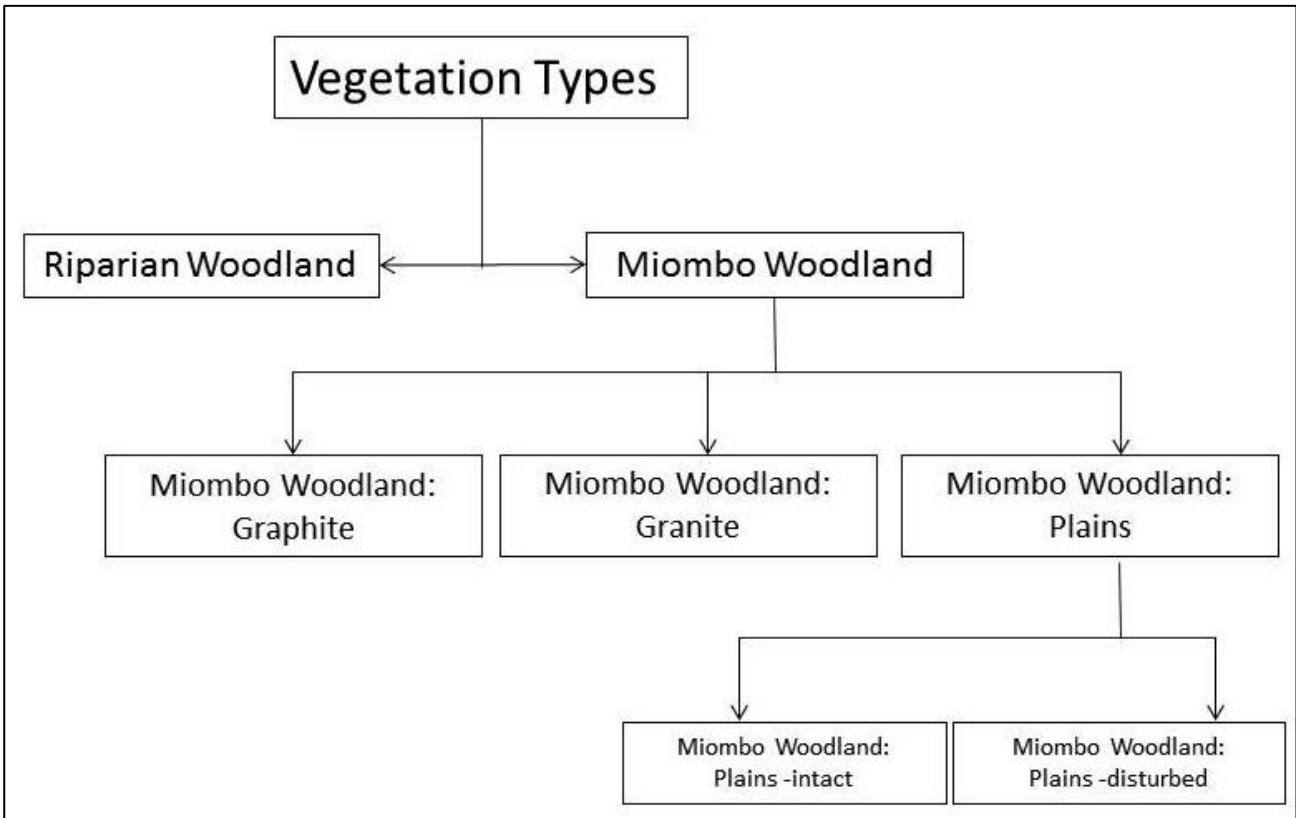 Vegetation Types
Riparian Woodland
Miombo Woodland
Miombo Woodland:
Graphite
Miombo Woodland:
Granite
Miombo Woodland:
Plains
Miombo Woodland:
Plains -intact
Miombo Woodland:
Plains -disturbed